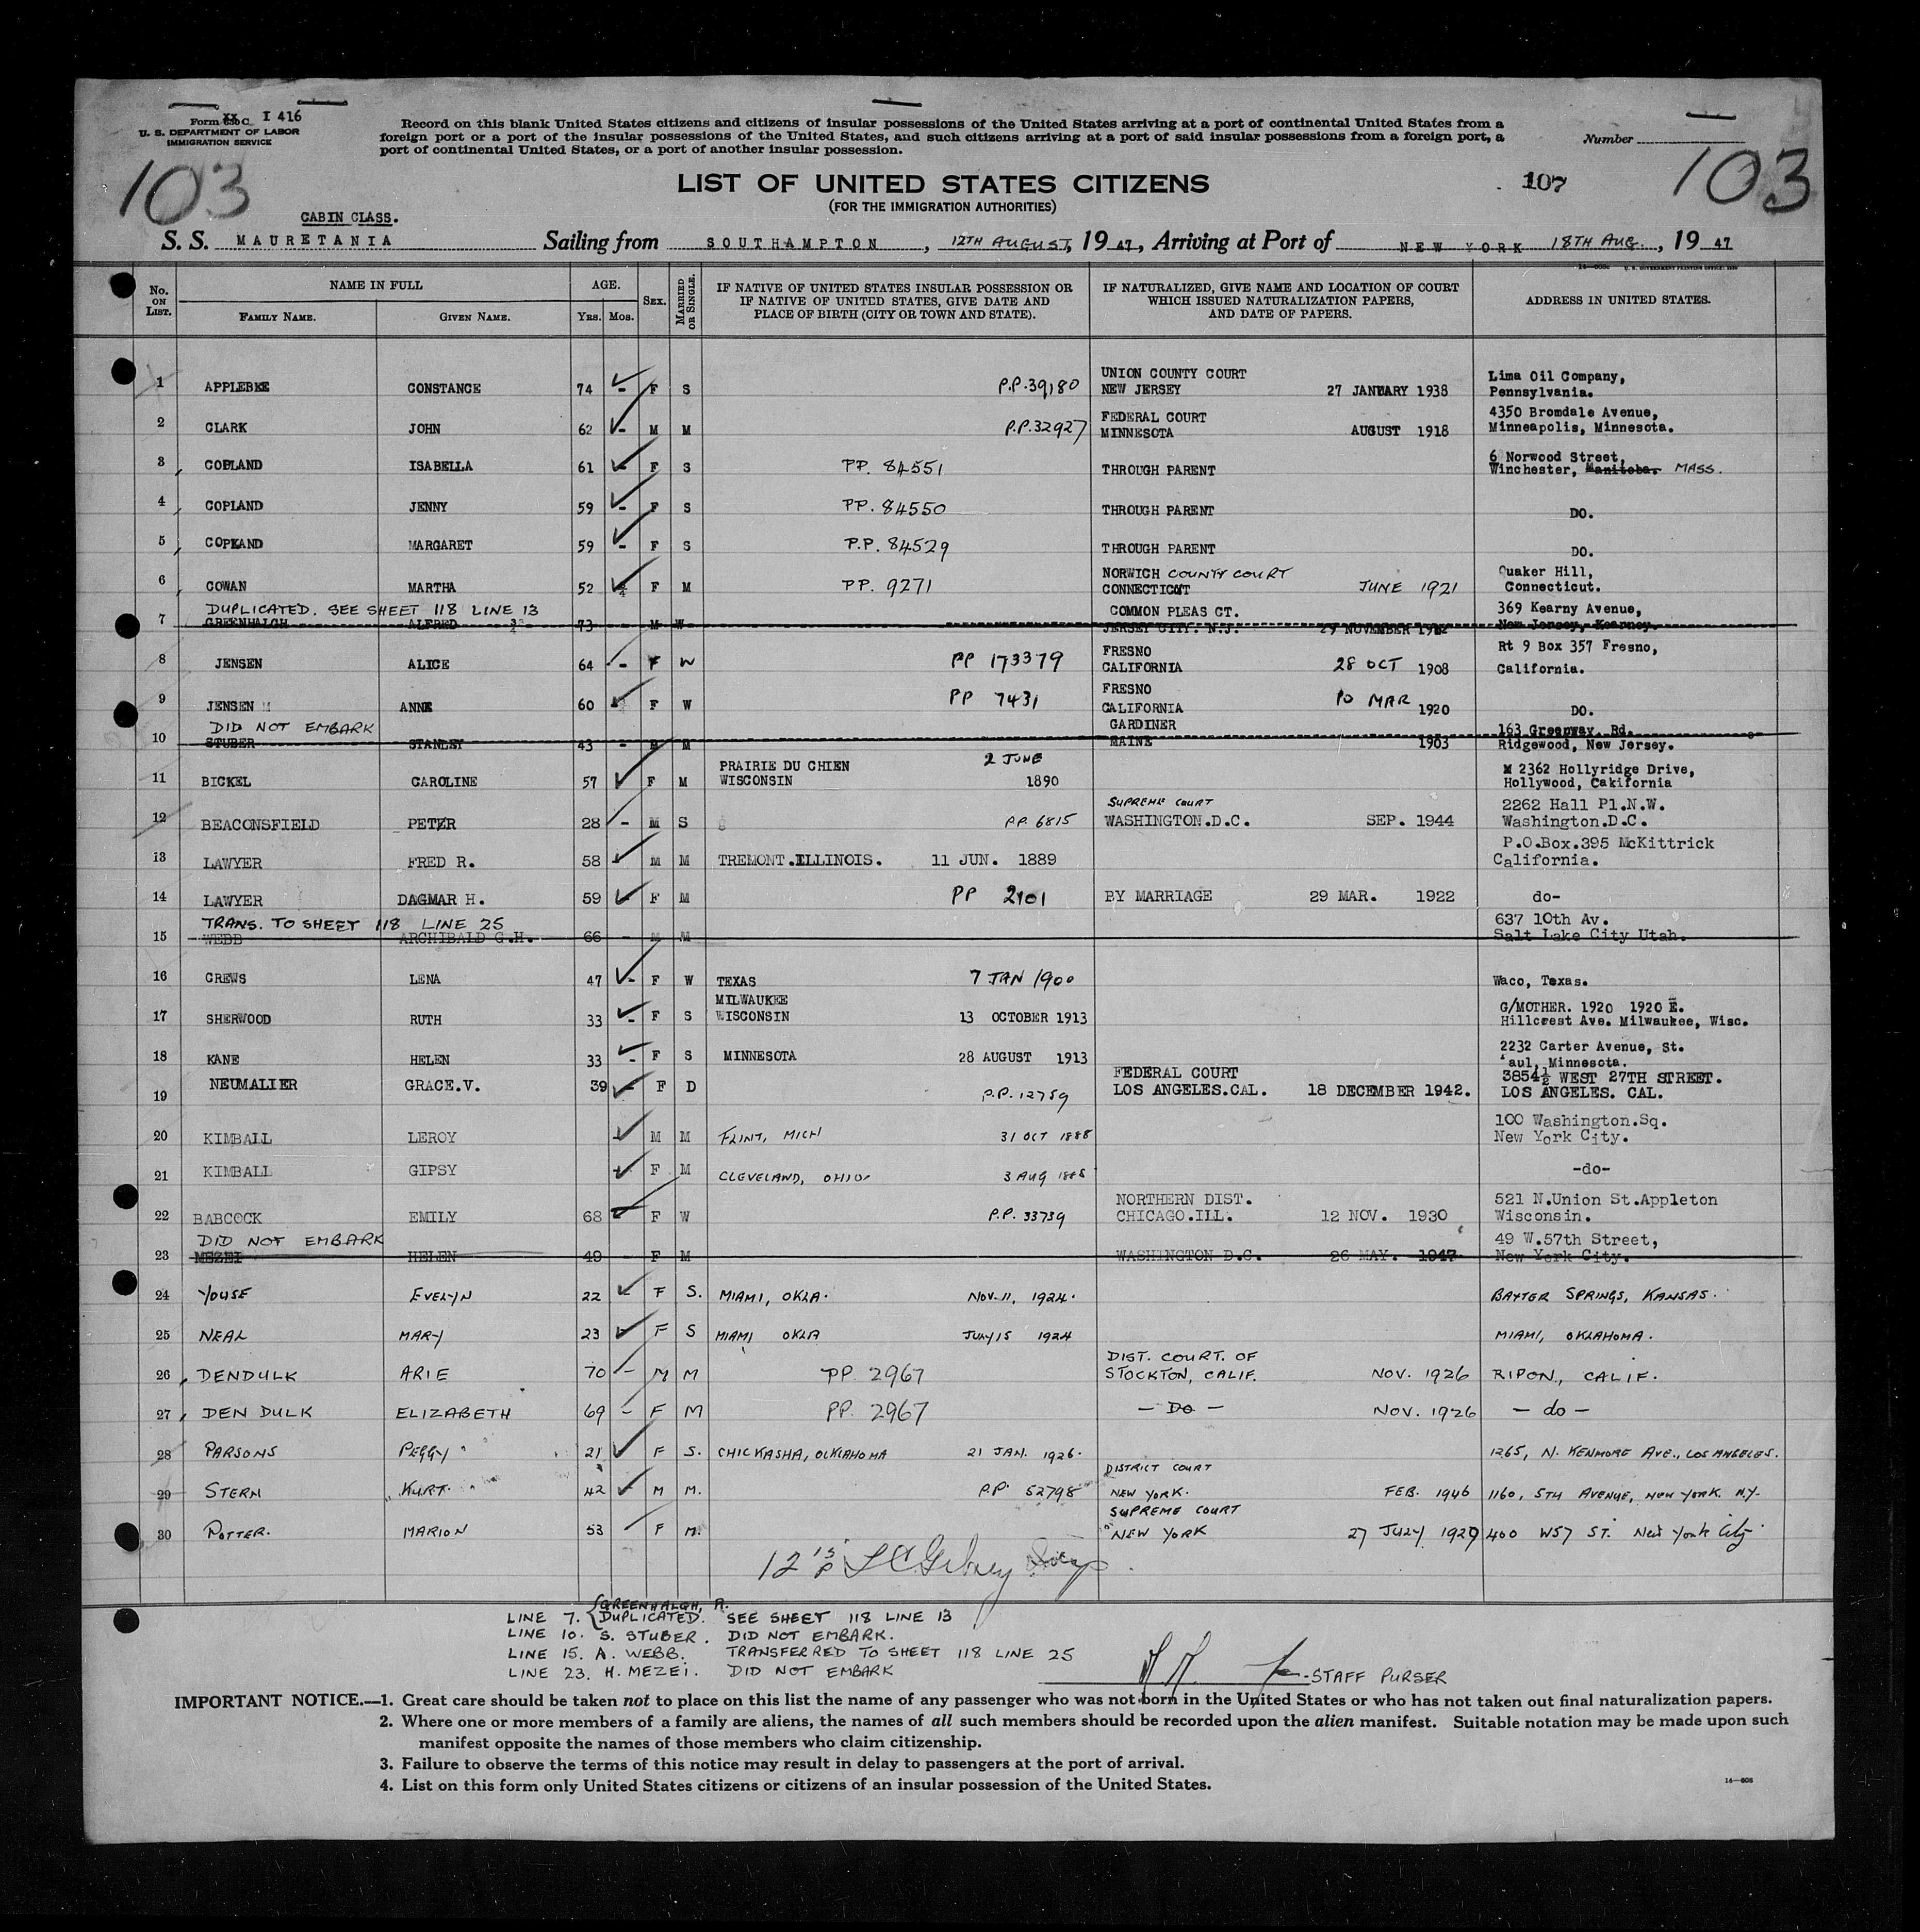 Form C I 416
U. S. DEPARTMENT OF LABOR
IMMIGRATION SERVICE
Record on this blank United States citizens and citizens of insular possessions of the United States arriving at a port of continental United States from a
foreign port or a port of the insular possessions of the United States, and such citizens arriving at a port of said insular possessions from a foreign port, a
port of continental United States, or a port of another insular possession.
Number
103
103
107
LIST OF UNITED STATES CITIZENS
(FOR THE IMMIGRATION AUTHORITIES)
CABIN CLASS.
S. S. MAURETANIA Sailing from SOUTHAMPTON, 12TH AUGUST, 19 47, Arriving at Port of NEW YORK 18TH AUG., 19 47
No. ON LIST. NAME IN FULL AGE. SEX. MARRIED OR SINGLE. IF NATIVE OF UNITED STATES INSULAR POSSESSION OR IF NATIVE OF UNITED STATES, GIVE DATE AND PLACE OF BIRTH (CITY OR TOWN AND STATE). IF NATURALIZED, GIVE NAME AND LOCATION OF COURT WHICH ISSUED NATURALIZATION PAPERS, AND DATE OF PAPERS. ADDRESS IN UNITED STATES.
FAMILY NAME. GIVEN NAME. YRS. MOS.
UNION COUNTY COURT Lima Oil Company,
1 APPLEBEE CONSTANCE 74 - F S P.P.39,180 NEW JERSEY 27 JANUARY 1938 Pennsylvania.
FEDERAL COURT 4350 Bromdale Avenue,
2 CLARK JOHN 62 - M M P.P.32927 MINNESOTA AUGUST 1918 Minneapolis, Minnesota.
6 Norwood Street,
3 COPLAND ISABELLA 61 - F S PP. 84551 THROUGH PARENT Winchester, Manitoba. MASS.
4 COPLAND JENNY 59 - F S PP. 84550 THROUGH PARENT DO.
5 COPLAND MARGARET 59 - F S P.P. 84529 THROUGH PARENT DO.
NORWICH COUNTY COURT Quaker Hill,
6 COWAN MARTHA 52 F M PP. 9271 CONNECTICUT JUNE 1921 Connecticut.
DUPLICATED. SEE SHEET 118 LINE 13 COMMON PLEAS CT. 369 Kearny Avenue,
7 GREENHALGH ALFRED 73 M W JERSEY CITY. N.J. 29 NOVEMBER New Jersey, Kearney.
FRESNO Rt 9 Box 357 Fresno,
8 JENSEN ALICE 64 - F W PP 173379 CALIFORNIA 28 OCT 1908 California.
FRESNO
9 JENSEN ANNE 60 F W PP 7431 CALIFORNIA 10 MAR 1920 DO.
DID NOT EMBARK GARDINER 163 Greenway Rd.
10 STUBER STANLEY 43 - M M MAINE 1903 Ridgewood, New Jersey.
PRAIRIE DU CHIEN 2 JUNE M 2362 Hollyridge Drive,
11 BICKEL CAROLINE 57 F M WISCONSIN 1890 Hollywood, Cakifornia
SUPREME COURT 2262 Hall Pl.N.W.
12 BEACONSFIELD PETER 28 - M S PP. 6815 WASHINGTON.D.C. SEP. 1944 Washington.D.C.
P.O.Box.395 McKittrick
13 LAWYER FRED R. 58 M M TREMONT.ILLINOIS. 11 JUN. 1889 California.
14 LAWYER DAGMAR H. 59 F M PP 2101 BY MARRIAGE 29 MAR. 1922 do-
TRANS. TO SHEET 118 LINE 25 637 10th Av.
15 WEBB ARCHIBALD G.H. 66 - M M Salt Lake City Utah.
16 CREWS LENA 47 - F W TEXAS 7 JAN 1900 Waco, Texas.
MILWAUKEE G/MOTHER. 1920 1920 E.
17 SHERWOOD RUTH 33 - F S WISCONSIN 13 OCTOBER 1913 Hillcrest Ave. Milwaukee, Wisc.
2232 Carter Avenue, St.
18 KANE HELEN 33 - F S MINNESOTA 28 AUGUST 1913 aul, Minnesota.
FEDERAL COURT 3854½ WEST 27TH STREET.
19 NEUMALIER GRACE.V. 39 - F D P.P.12759 LOS ANGELES.CAL. 18 DECEMBER 1942. LOS ANGELES. CAL.
100 Washington.Sq.
20 KIMBALL LEROY M M FLINT, MICH 31 OCT 1888 New York City.
21 KIMBALL GIPSY F M CLEVELAND, OHIO 3 AUG -do-
NORTHERN DIST. 521 N.Union St.Appleton
22 BABCOCK EMILY 68 F W P.P. 33739 CHICAGO.ILL. 12 NOV. 1930 Wisconsin.
DID NOT EMBARK 49 W.57th Street,
23 MEZEI HELEN 49 - F M WASHINGTON D.C. 26 MAY. 1947 New York City.
24 YOUSE EVELYN 22 F S. MIAMI, OKLA. NOV. 11, 1924. BAXTER SPRINGS, KANSAS.
25 NEAL MARY 23 F S MIAMI OKLA JULY 15 1924 MIAMI, OKLAHOMA.
DIST. COURT. OF
26 DENDULK ARIE 70 - M M PP. 2967 STOCKTON, CALIF. NOV. 1926 RIPON, CALIF.
27 DEN DULK ELIZABETH 69 - F M PP. 2967 - DO - NOV. 1926 - do -
28 PARSONS PEGGY 21 F S. CHICKASHA, OLKLAHOMA 21 JAN. 1926. 1265, N. KENMORE AVE., LOS ANGELES.
DISTRICT COURT
29 STERN KURT 42 M M. P.P. 52798 NEW YORK. FEB. 1946 1160, 5TH AVENUE, NEW YORK. N.Y.
SUPREME COURT
30 POTTER. MARION 53 F M. NEW YORK 27 JULY 1929 400 W57 ST. New York City
LINE 7. { GREENHALGH, A. DUPLICATED. SEE SHEET 118 LINE 13
LINE 10. S. STUBER. DID NOT EMBARK.
LINE 15. A. WEBB. TRANSFERRED TO SHEET 118 LINE 25
LINE 23. H. MEZEI. DID NOT EMBARK
STAFF PURSER
IMPORTANT NOTICE.—1. Great care should be taken not to place on this list the name of any passenger who was not born in the United States or who has not taken out final naturalization papers.
2. Where one or more members of a family are aliens, the names of all such members should be recorded upon the alien manifest. Suitable notation may be made upon such
manifest opposite the names of those members who claim citizenship.
3. Failure to observe the terms of this notice may result in delay to passengers at the port of arrival.
4. List on this form only United States citizens or citizens of an insular possession of the United States.